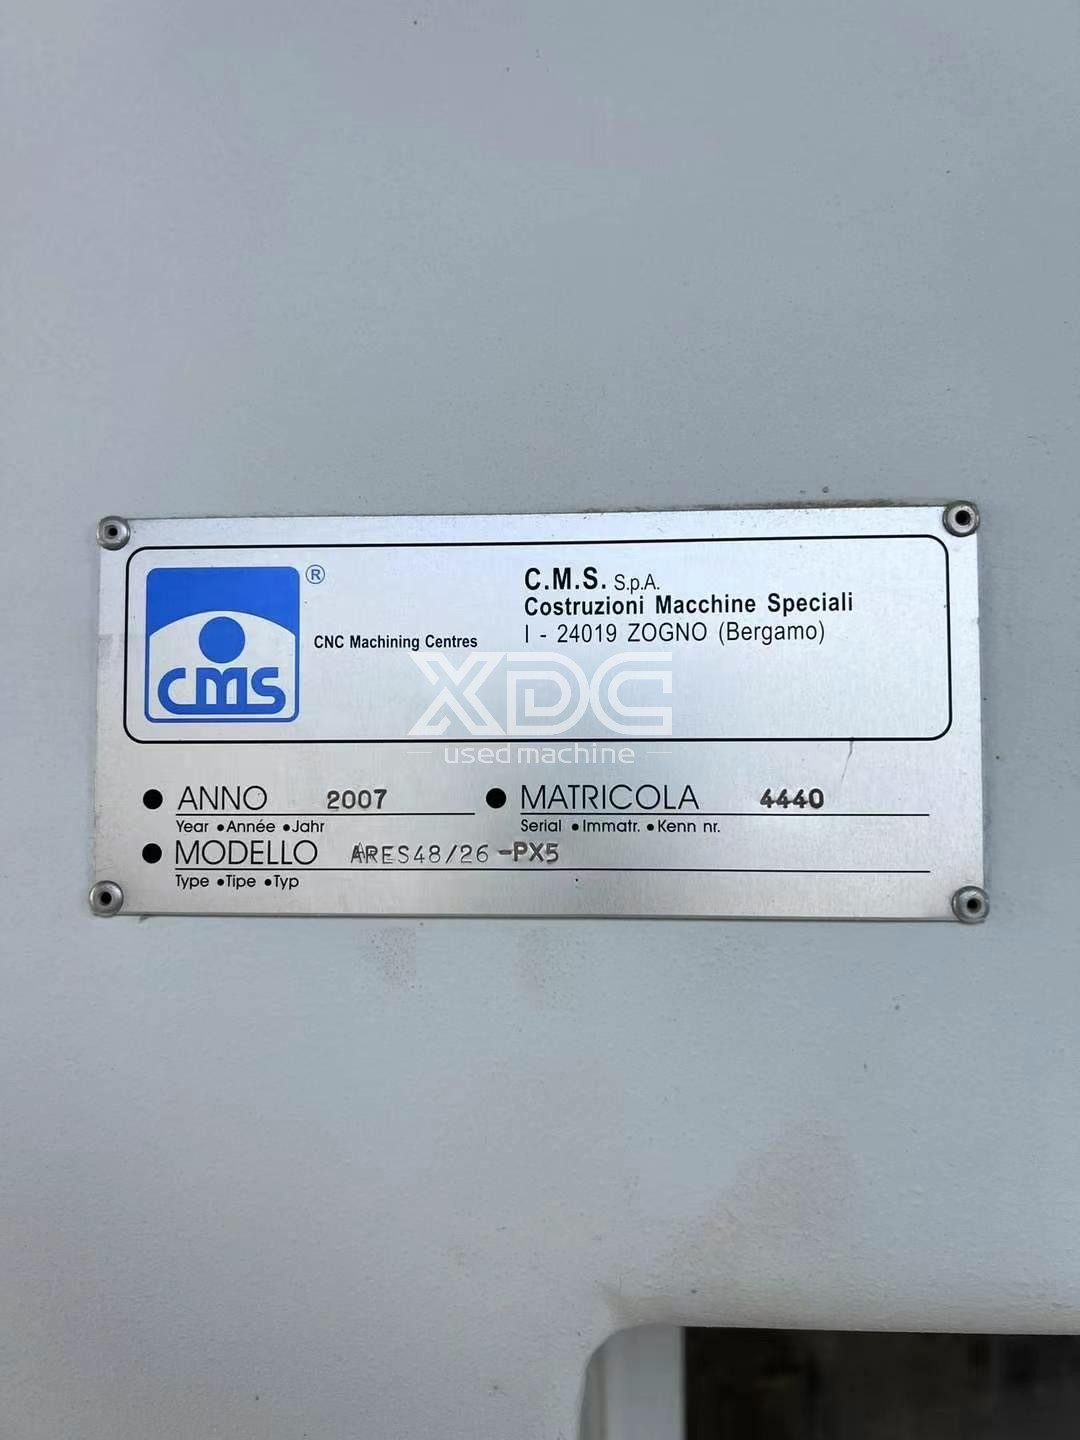 ®
cms
CNC Machining Centres
C.M.S. S.p.A.
Costruzioni Macchine Speciali
I - 24019 ZOGNO (Bergamo)
XDC
used machine
● ANNO 2007 ● MATRICOLA 4440
Year ●Année ●Jahr Serial ●Immatr. ●Kenn nr.
● MODELLO ARES48/26-PX5
Type ●Tipe ●Typ